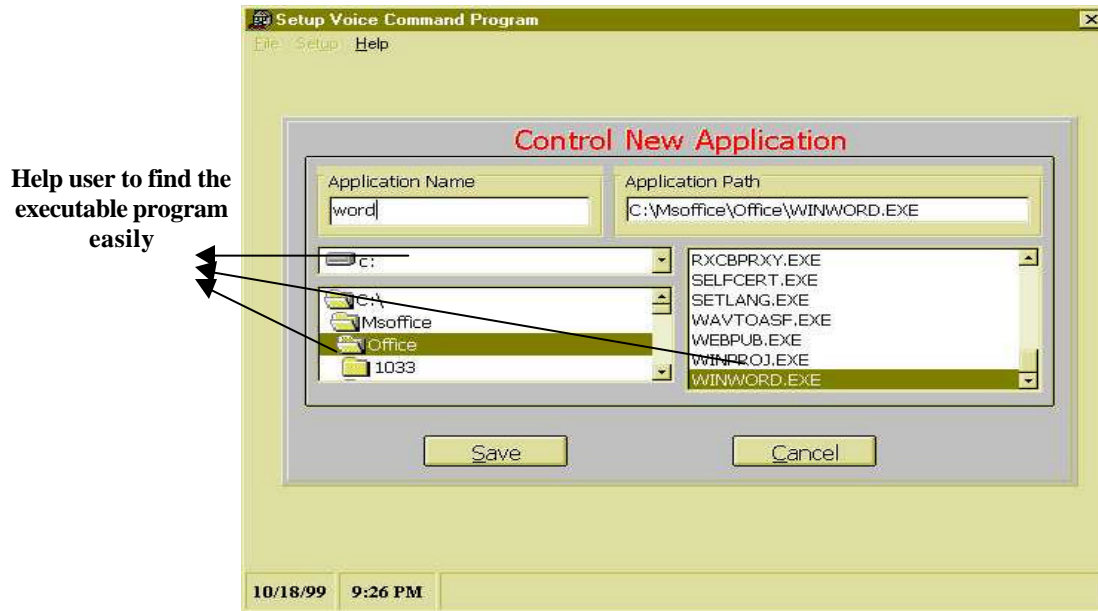 Setup Voice Command Program
File Setup Help
Control New Application
Help user to find the
executable program
easily
Application Name
Application Path
word
C:\Msoffice\Office\WINWORD.EXE
c:
C:\
Msoffice
Office
1033
RXCBPRXY.EXE
SELFCERT.EXE
SETLANG.EXE
WAVTOASF.EXE
WEBPUB.EXE
WINPROJ.EXE
WINWORD.EXE
Save
Cancel
10/18/99 9:26 PM